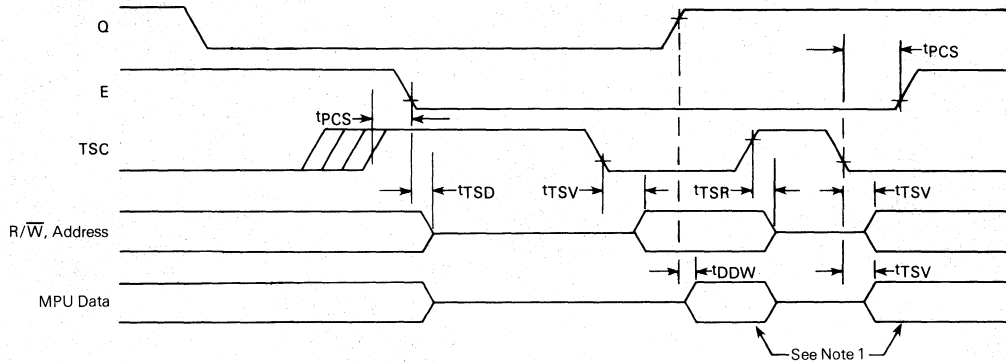 Q
tPCS
E
tPCS
TSC
tTSD
tTSV
tTSR
tTSV
R/W̅, Address
tDDW
tTSV
MPU Data
See Note 1